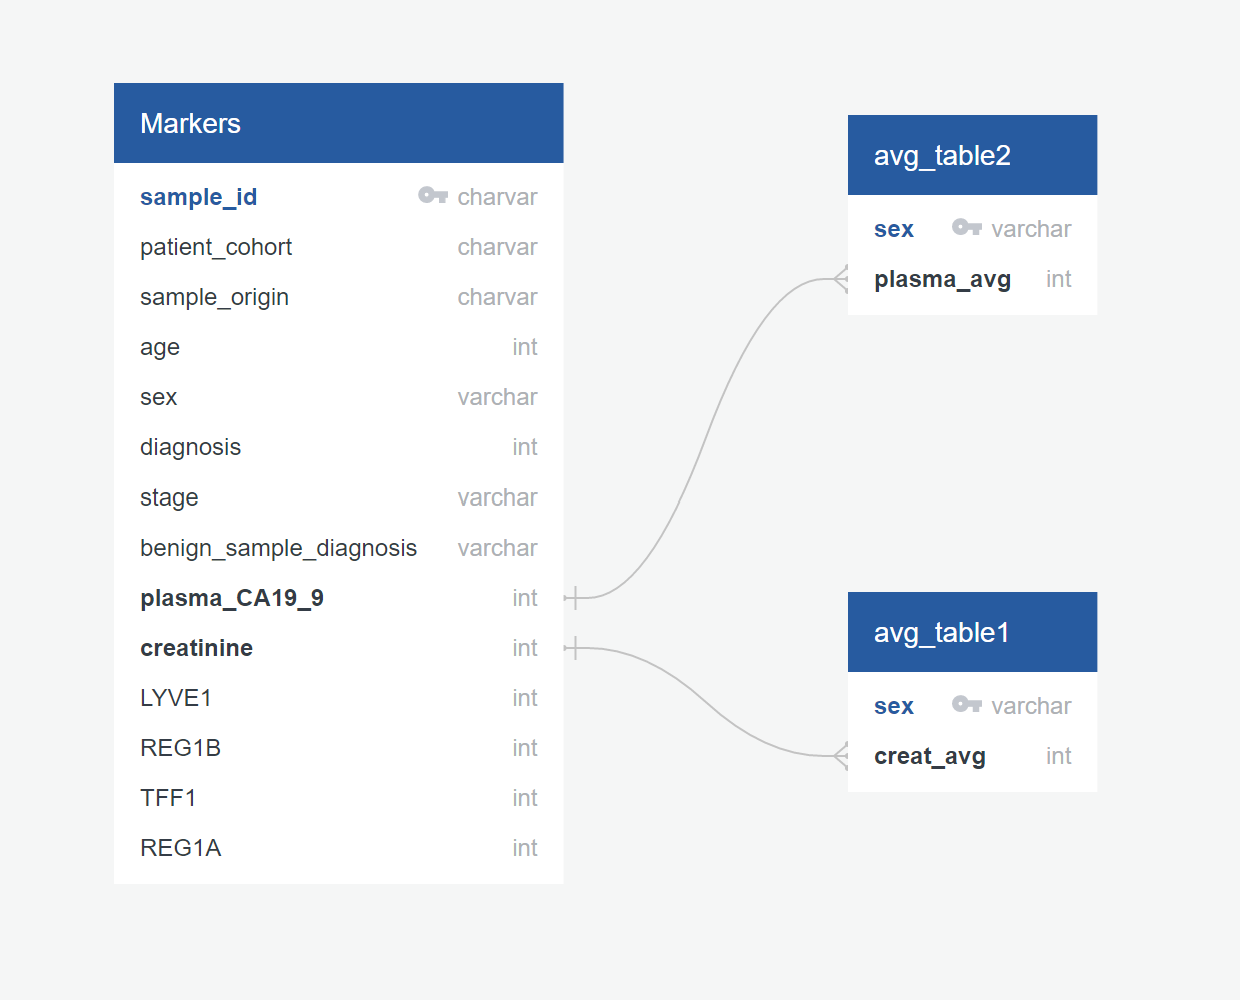 Markers
sample_id charvar
patient_cohort charvar
sample_origin charvar
age int
sex varchar
diagnosis int
stage varchar
benign_sample_diagnosis varchar
plasma_CA19_9 int
creatinine int
LYVE1 int
REG1B int
TFF1 int
REG1A int
avg_table2
sex varchar
plasma_avg int
avg_table1
sex varchar
creat_avg int